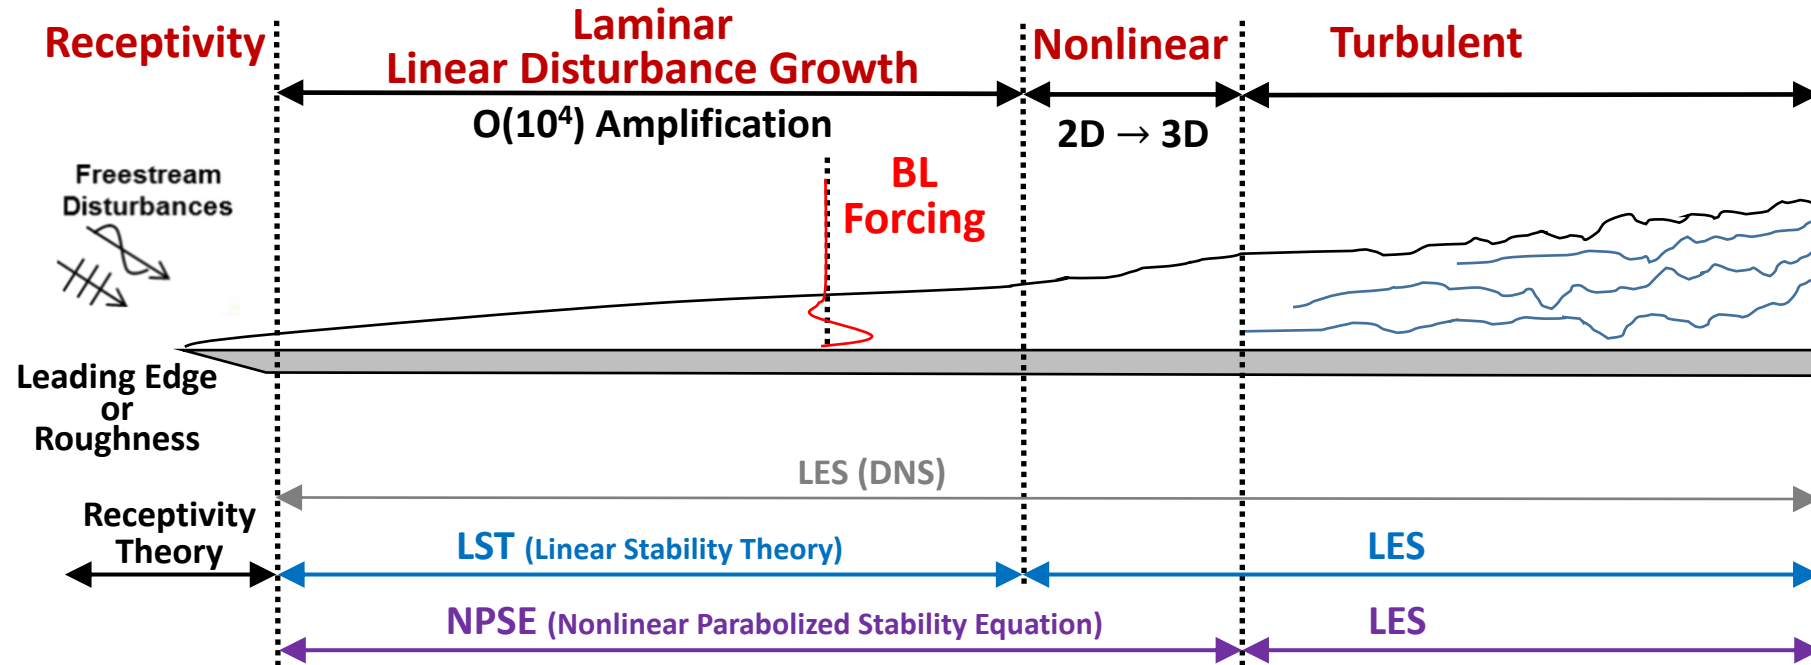 Receptivity
Laminar
Linear Disturbance Growth
Nonlinear
Turbulent
O(10⁴) Amplification
2D → 3D
Freestream
Disturbances
BL
Forcing
Leading Edge
or
Roughness
LES (DNS)
Receptivity
Theory
LST (Linear Stability Theory)
LES
NPSE (Nonlinear Parabolized Stability Equation)
LES